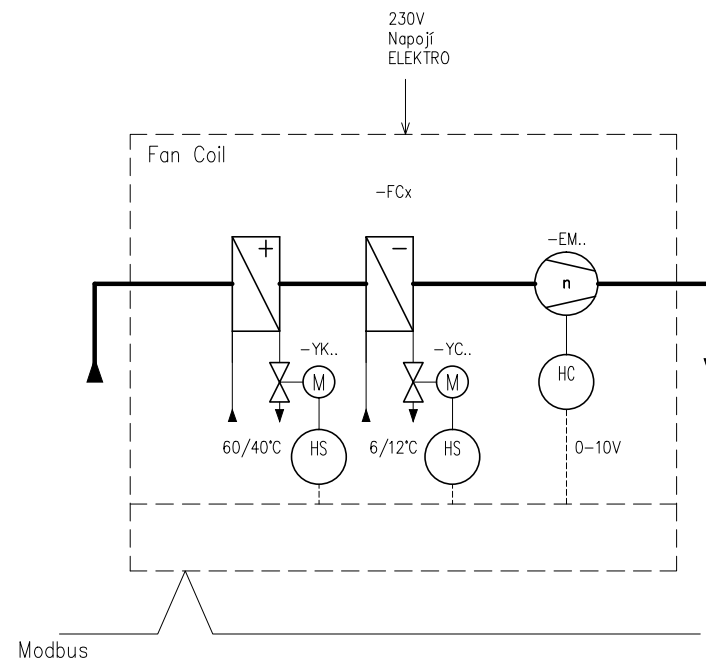 230V
Napojí
ELEKTRO
Fan Coil
-FCx
+
-
-EM..
n
-YK..
-YC..
M
M
HC
60/40°C
HS
6/12°C
HS
0-10V
Modbus